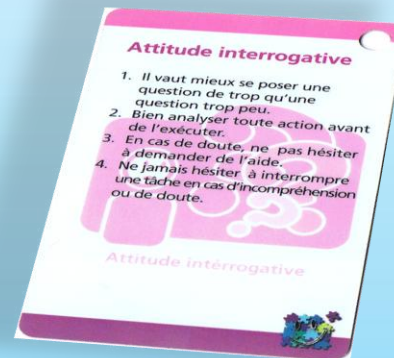 Attitude interrogative
1. Il vaut mieux se poser une
question de trop qu'une
question trop peu.
2. Bien analyser toute action avant
de l'exécuter.
3. En cas de doute, ne pas hésiter
à demander de l'aide.
4. Ne jamais hésiter à interrompre
une tâche en cas d'incompréhension
ou de doute.
Attitude intérrogative